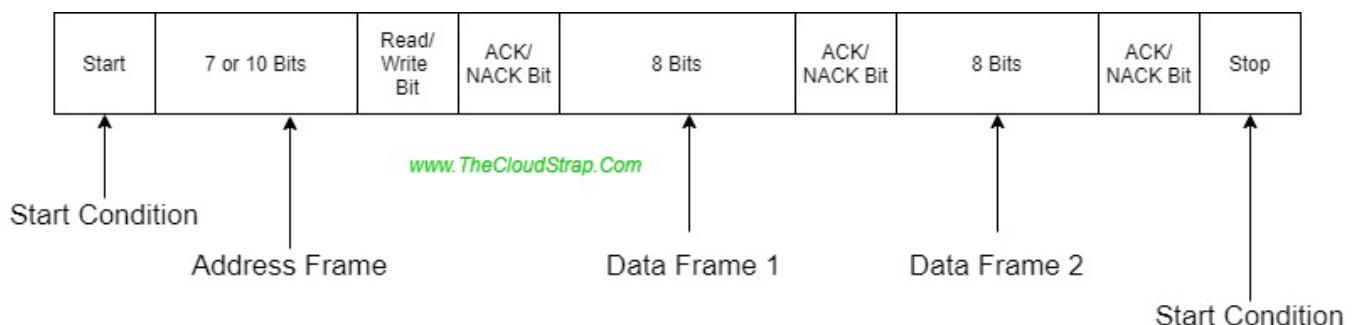 Start
7 or 10 Bits
Read/
Write
Bit
ACK/
NACK Bit
8 Bits
ACK/
NACK Bit
8 Bits
ACK/
NACK Bit
Stop
www.TheCloudStrap.Com
Start Condition
Address Frame
Data Frame 1
Data Frame 2
Start Condition